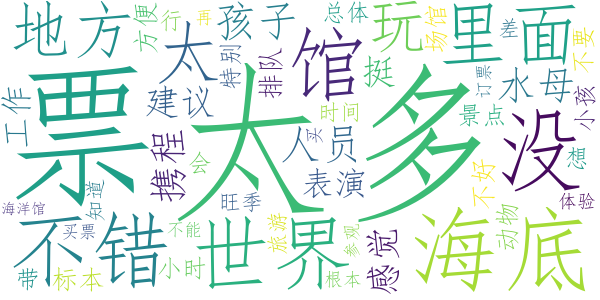 地方
太
方便
行
再
孩子
总体
玩
场馆
里面
差
不要
工作
票
建议
特别
排队
馆
挺
水母
订票
小孩
太多
携程
会
人员
时间
买
景点
没
想
表演
不好
旺季
海洋馆
知道
买票
不错
不能
世界
旅游
参观
感觉
海底
动物
体验
带
标本
小时
根本